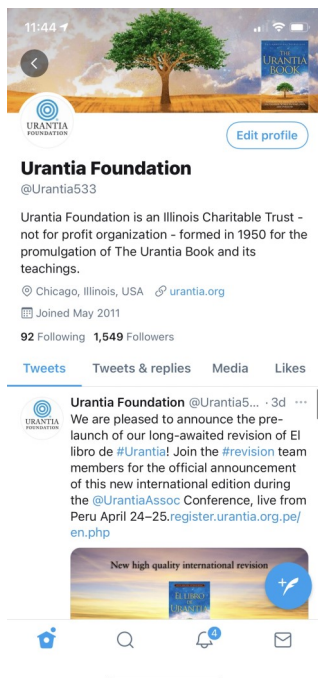 11:44
THE
URANTIA
BOOK
URANTIA
FOUNDATION
Edit profile
Urantia Foundation
@Urantia533
Urantia Foundation is an Illinois Charitable Trust -
not for profit organization - formed in 1950 for the
promulgation of The Urantia Book and its
teachings.
Chicago, Illinois, USA urantia.org
Joined May 2011
92 Following 1,549 Followers
Tweets Tweets & replies Media Likes
Urantia Foundation @Urantia5... · 3d
URANTIA
FOUNDATION
We are pleased to announce the pre-
launch of our long-awaited revision of El
libro de #Urantia! Join the #revision team
members for the official announcement
of this new international edition during
the @UrantiaAssoc Conference, live from
Peru April 24–25.register.urantia.org.pe/
en.php
New high quality international revision
EL LIBRO
DE
URANTIA
4